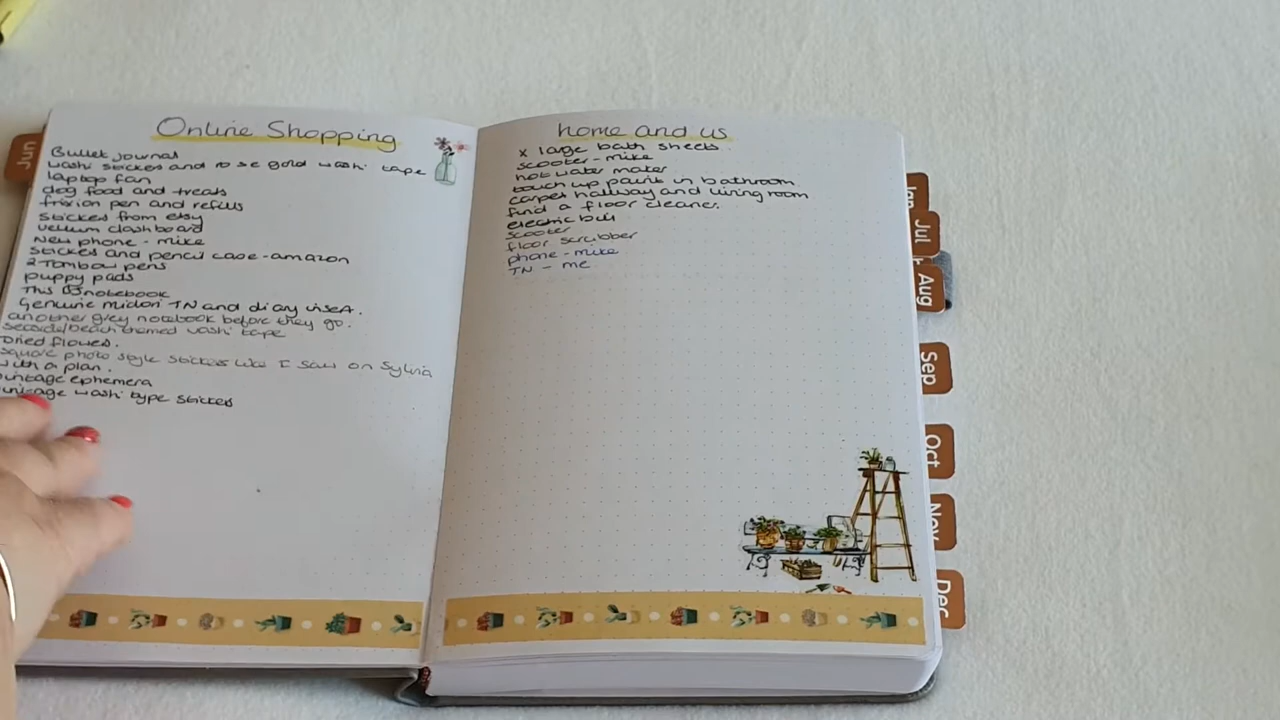 Online Shopping
Bullet journal
washi stickers and rose gold washi tape
laptop fan
dog food and treats
frixion pen and refills
stickers from etsy
vellum dashboard
New phone - mike
stickers and pencil case - amazon
2 Tombow pens
puppy pads
This notebook
Genuine midori TN and diary insert.
another grey notebook before they go.
seaside/beach themed washi tape
Dried flowers.
square photo style stickers like I saw on Sylvia
with a plan.
vintage ephemera
vintage washi type stickers
home and us
x large bath sheets
scooter - mike
hot water maker
touch up paint in bathroom
carpet hallway and living room
find a floor cleaner.
electric bill
scooter
floor scrubber
phone - mike
TN - me
Jun
Jan
Jul
Aug
Sep
Oct
Nov
Dec